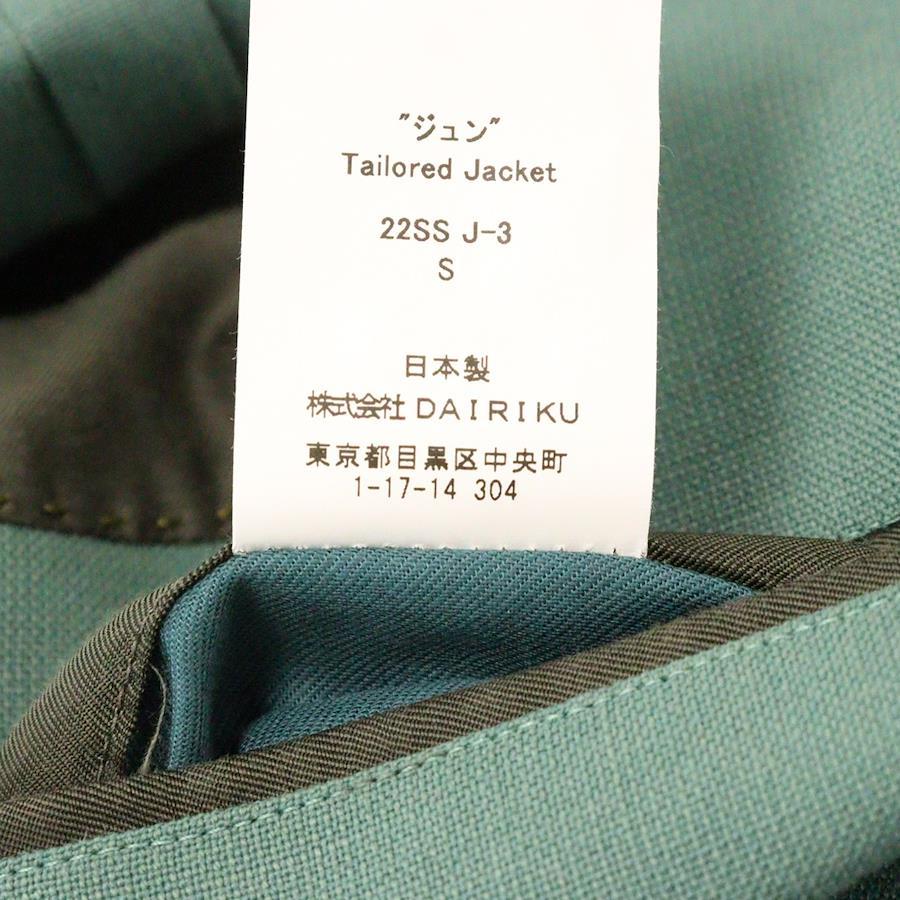 "ジュン"
Tailored Jacket
22SS J-3
S
日本製
株式会社 DAIRIKU
東京都目黒区中央町
1-17-14 304